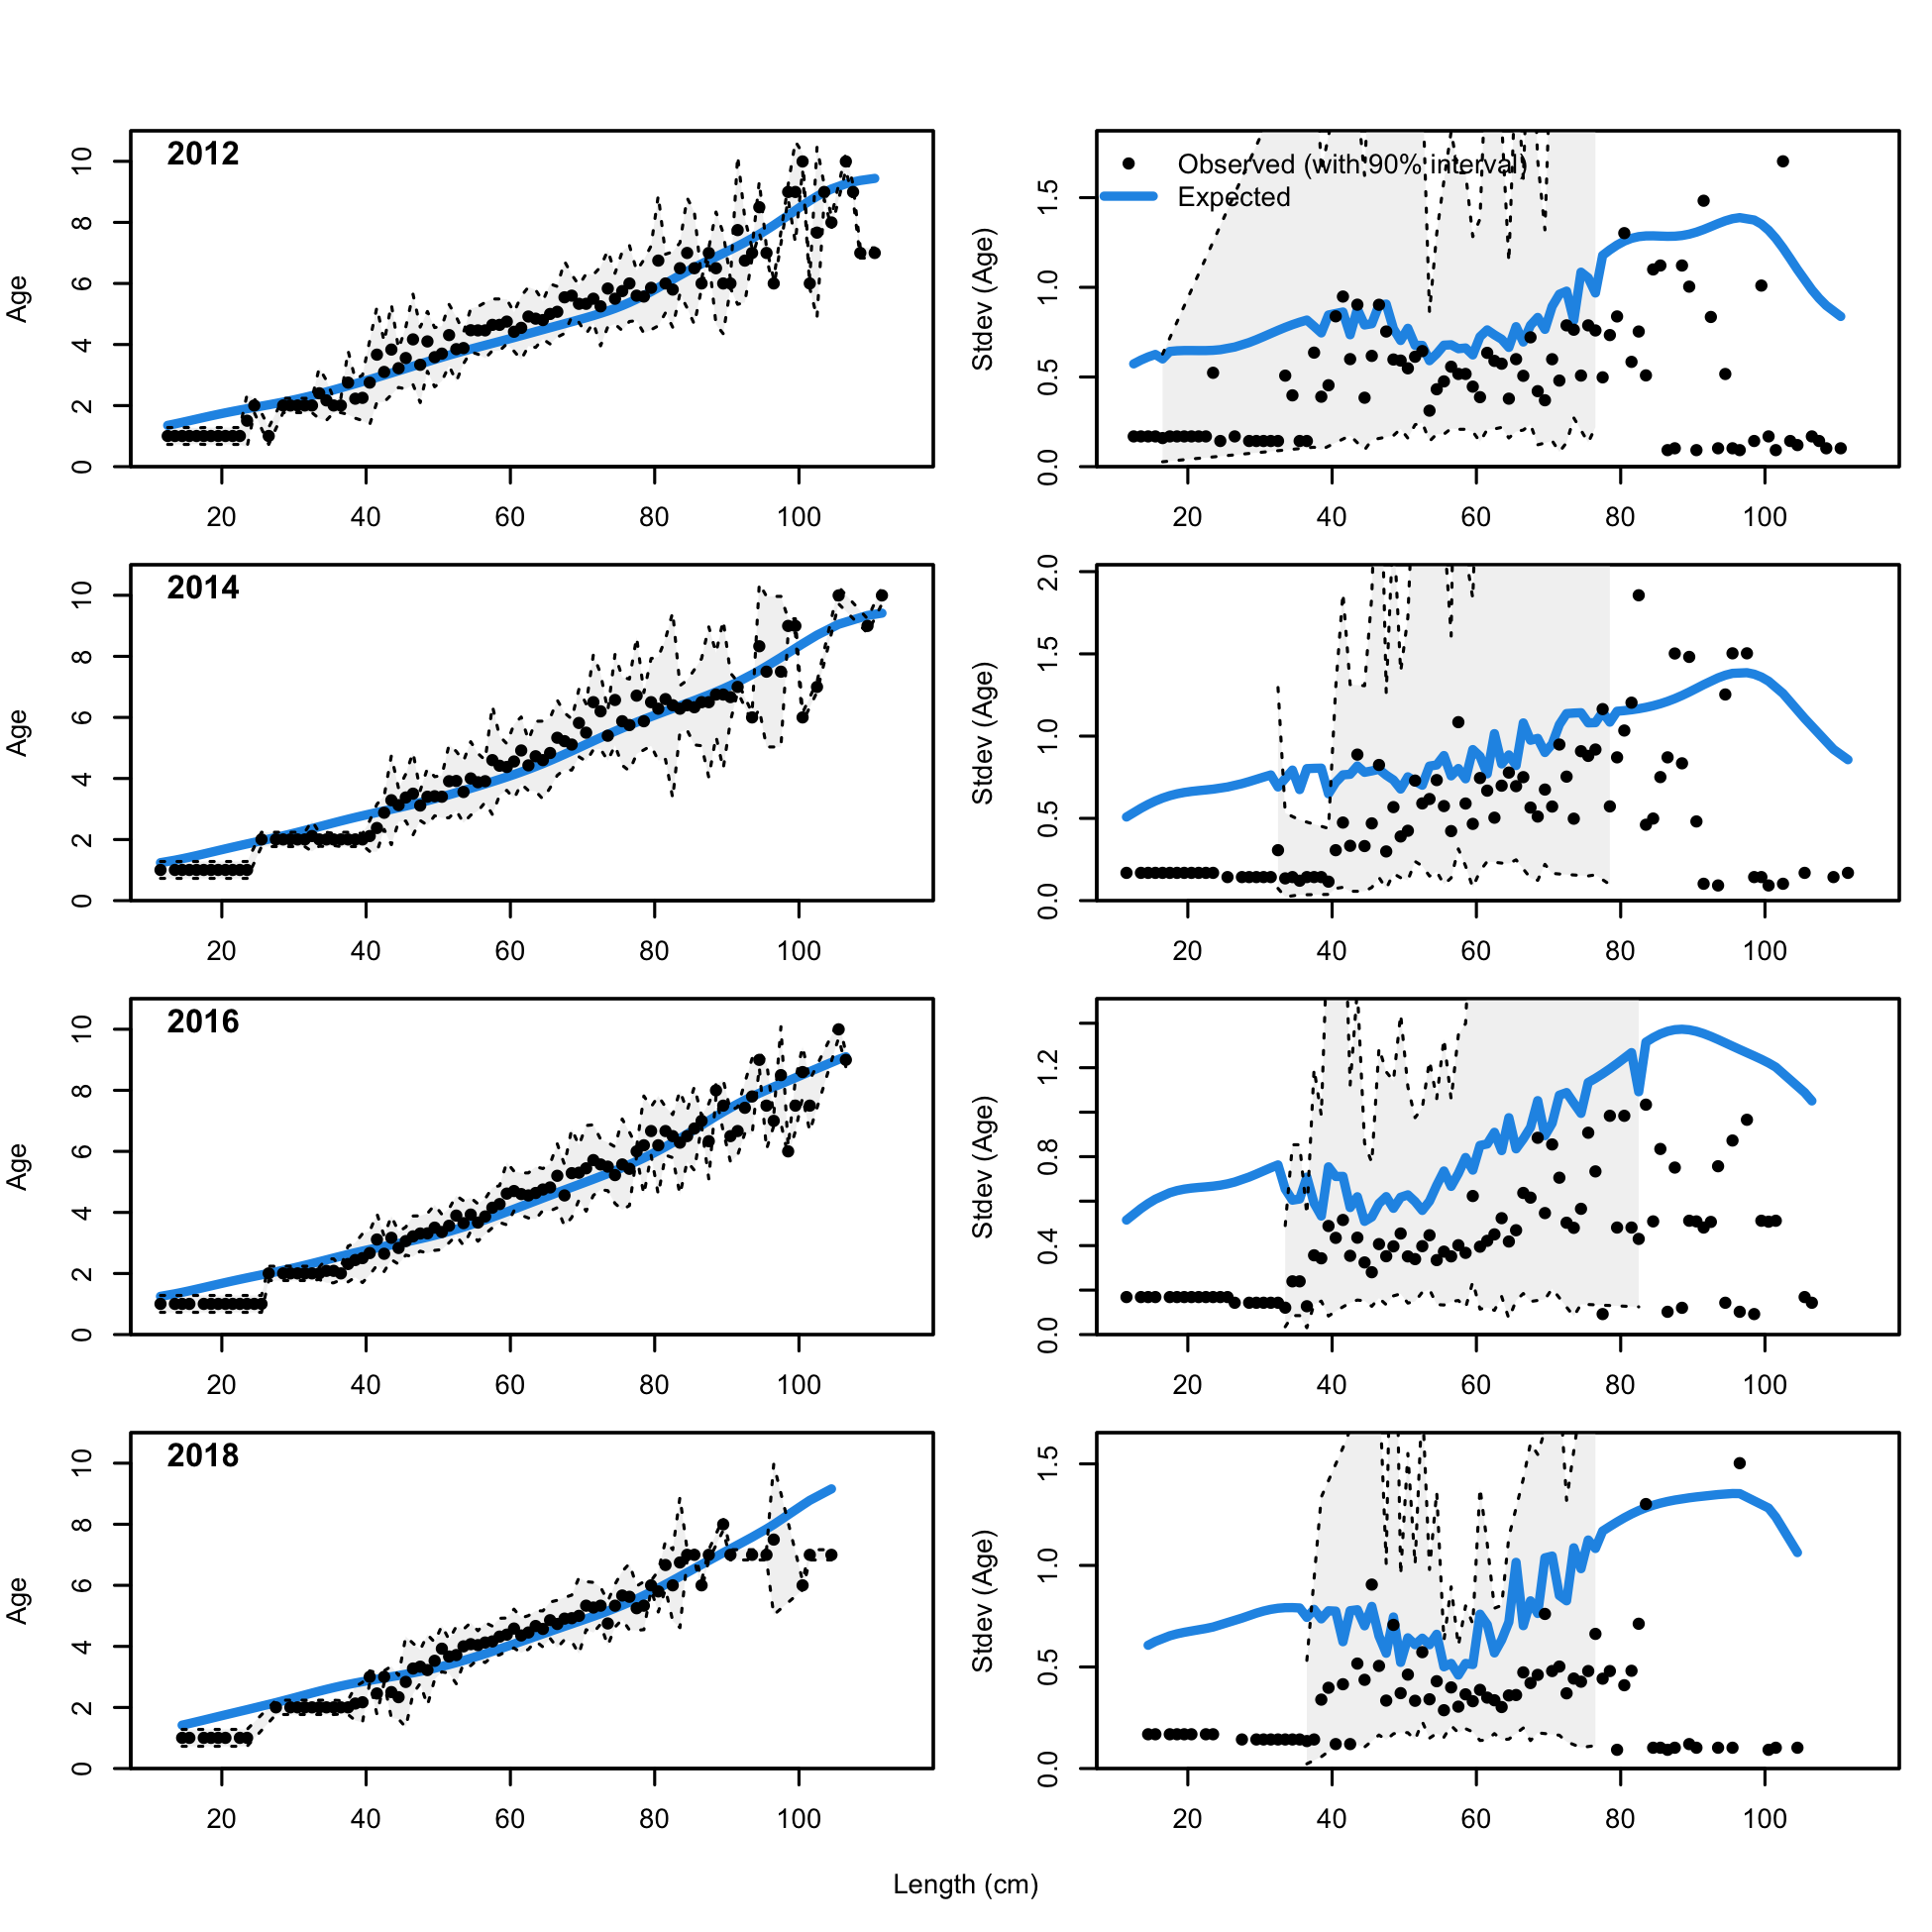 2012
Age
0 2 4 6 8 10
20 40 60 80 100
Observed (with 90% interval)
Expected
Stdev (Age)
0.0 0.5 1.0 1.5
20 40 60 80 100
2014
Age
0 2 4 6 8 10
20 40 60 80 100
Stdev (Age)
0.0 0.5 1.0 1.5 2.0
20 40 60 80 100
2016
Age
0 2 4 6 8 10
20 40 60 80 100
Stdev (Age)
0.0 0.4 0.8 1.2
20 40 60 80 100
2018
Age
0 2 4 6 8 10
20 40 60 80 100
Stdev (Age)
0.0 0.5 1.0 1.5
20 40 60 80 100
Length (cm)